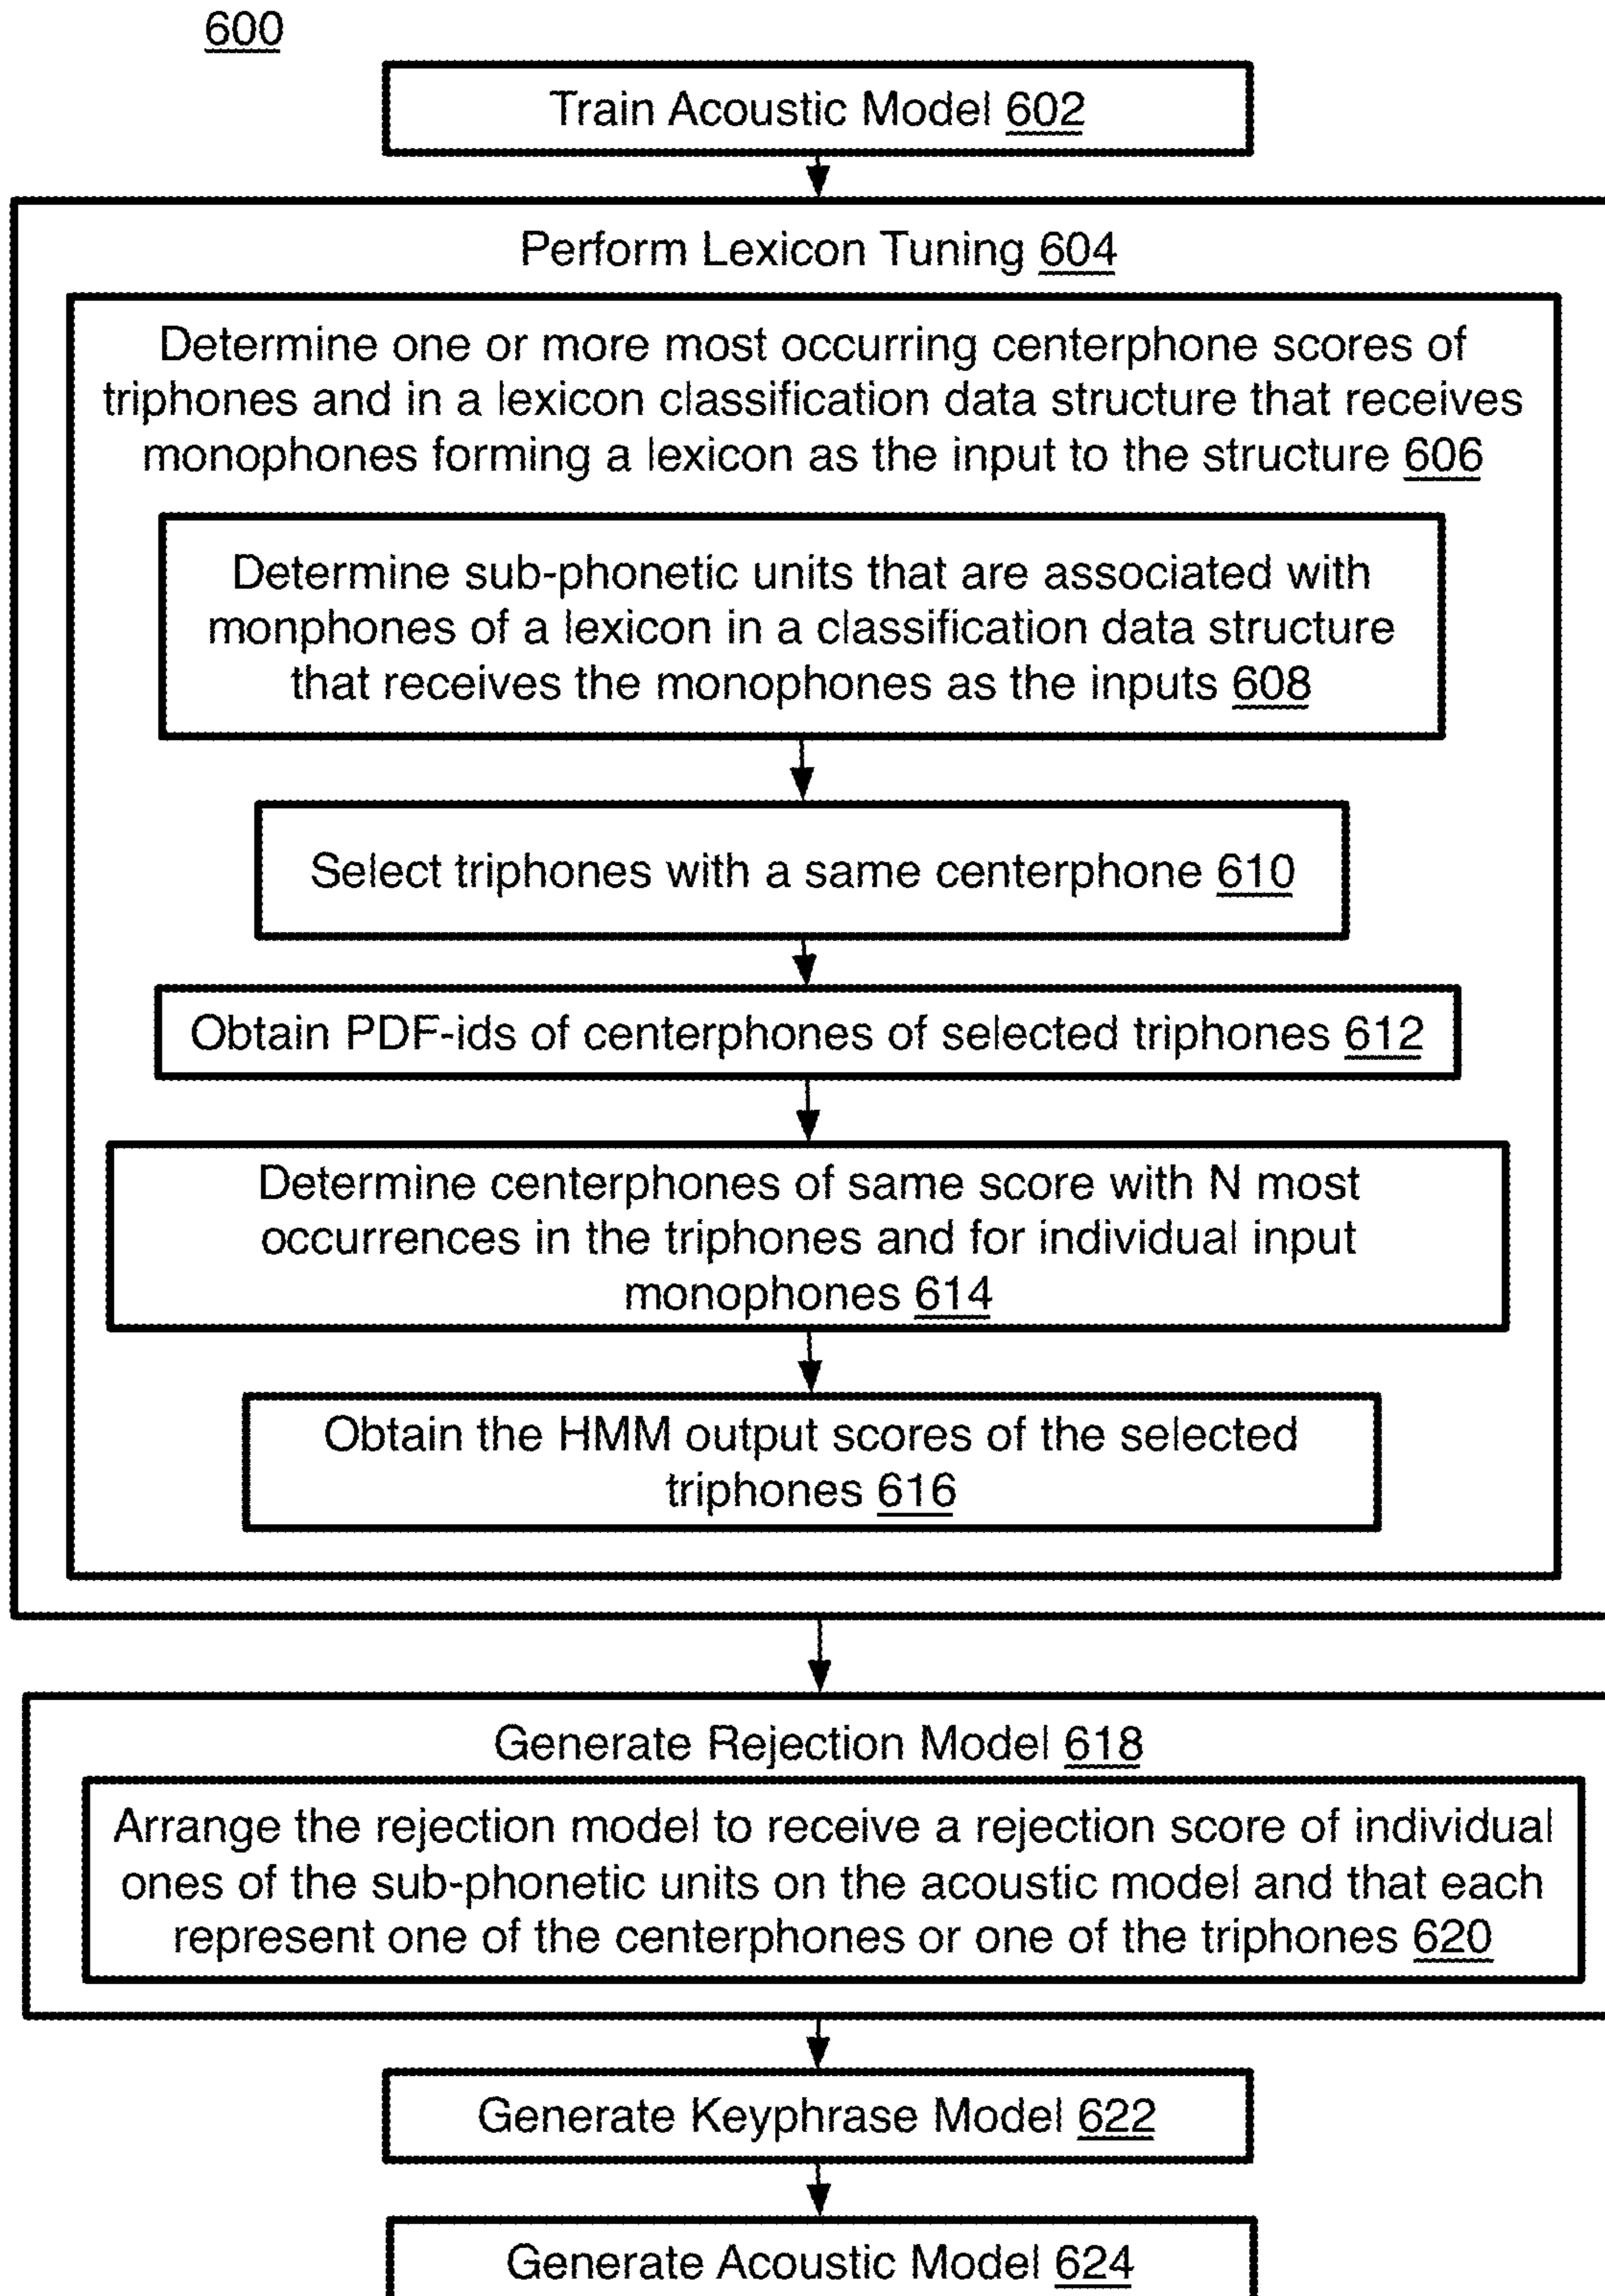 600
Train Acoustic Model 602
Perform Lexicon Tuning 604
Determine one or more most occurring centerphone scores of
triphones and in a lexicon classification data structure that receives
monophones forming a lexicon as the input to the structure 606
Determine sub-phonetic units that are associated with
monphones of a lexicon in a classification data structure
that receives the monophones as the inputs 608
Select triphones with a same centerphone 610
Obtain PDF-ids of centerphones of selected triphones 612
Determine centerphones of same score with N most
occurrences in the triphones and for individual input
monophones 614
Obtain the HMM output scores of the selected
triphones 616
Generate Rejection Model 618
Arrange the rejection model to receive a rejection score of individual
ones of the sub-phonetic units on the acoustic model and that each
represent one of the centerphones or one of the triphones 620
Generate Keyphrase Model 622
Generate Acoustic Model 624